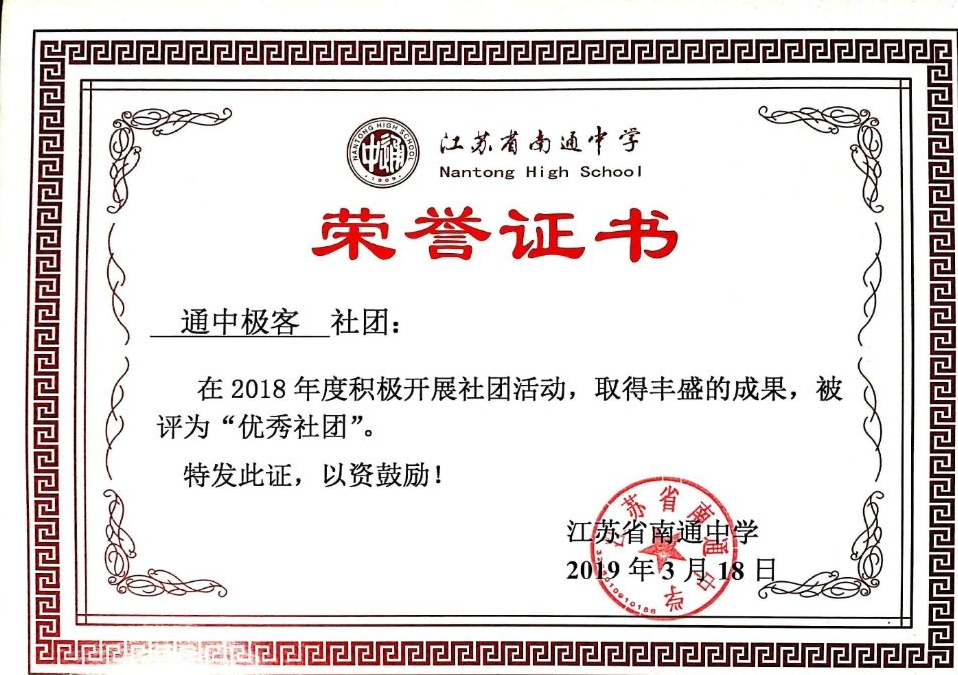 NANTONG HIGH SCHOOL
1909
江苏省南通中学
Nantong High School
荣誉证书
通中极客 社团：
在 2018 年度积极开展社团活动，取得丰盛的成果，被
评为“优秀社团”。
特发此证，以资鼓励！
江苏省南通中学
2019 年 3 月 18 日
江苏省南通中学